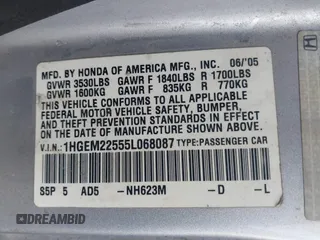 MFD. BY HONDA OF AMERICA MFG., INC. 06/'05
GVWR 3530LBS GAWR F 1840LBS R 1700LBS
GVWR 1600KG GAWR F 835KG R 770KG
THIS VEHICLE CONFORMS TO ALL APPLICABLE
FEDERAL MOTOR VEHICLE SAFETY, BUMPER,
AND THEFT PREVENTION STANDARDS IN EFFECT
ON THE DATE OF MANUFACTURE SHOWN ABOVE.
V.I.N.: 1HGEM22555L068087 TYPE: PASSENGER CAR
S5P 5 AD5 -NH623M -D -L
DREAMBID